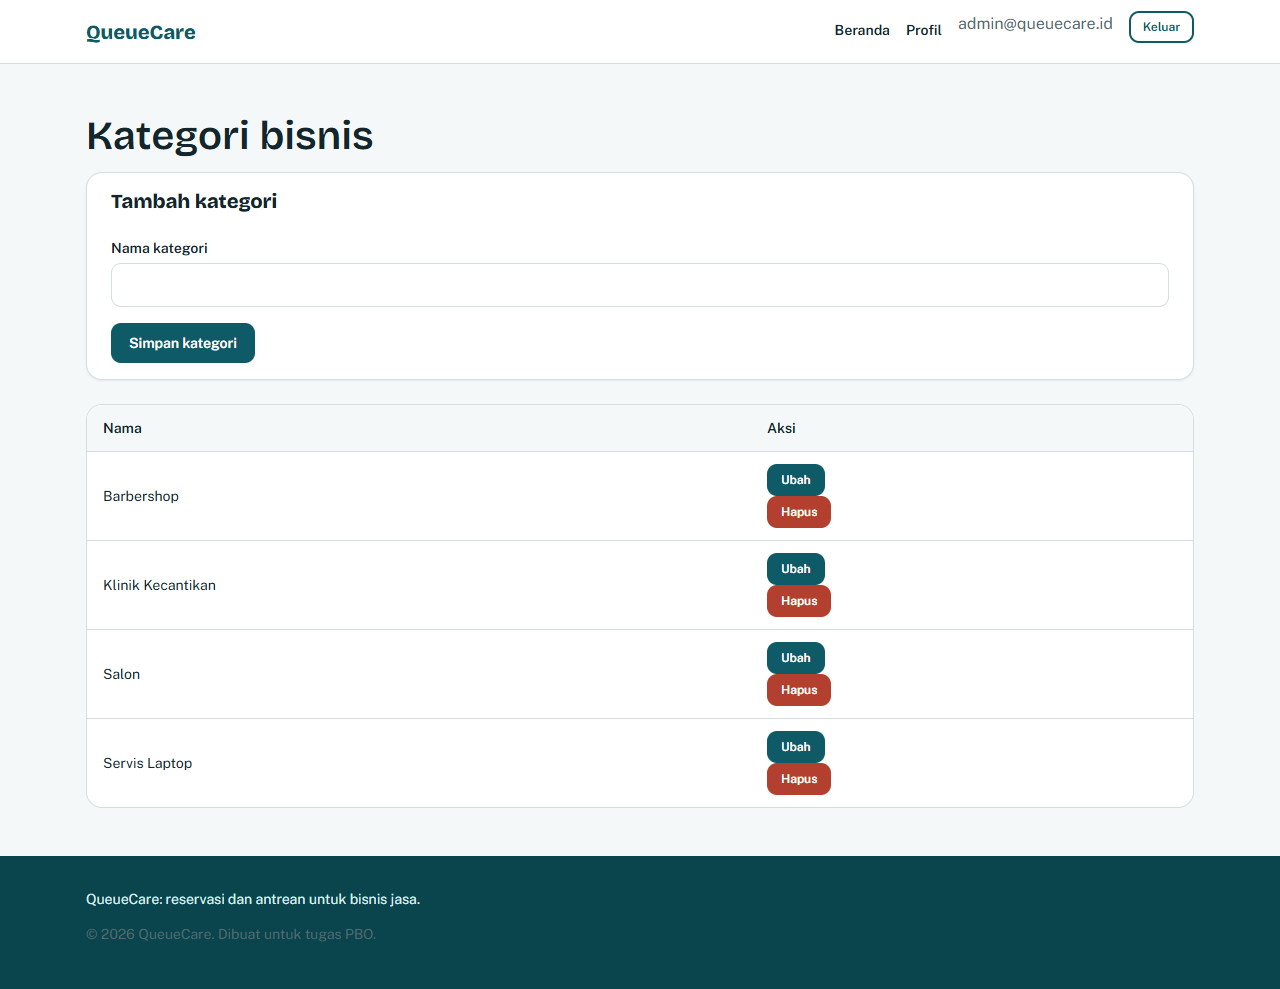 QueueCare
Beranda Profil admin@queuecare.id Keluar
Kategori bisnis
Tambah kategori
Nama kategori
Simpan kategori
Nama Aksi
Barbershop Ubah
Hapus
Klinik Kecantikan Ubah
Hapus
Salon Ubah
Hapus
Servis Laptop Ubah
Hapus
QueueCare: reservasi dan antrean untuk bisnis jasa.
© 2026 QueueCare. Dibuat untuk tugas PBO.